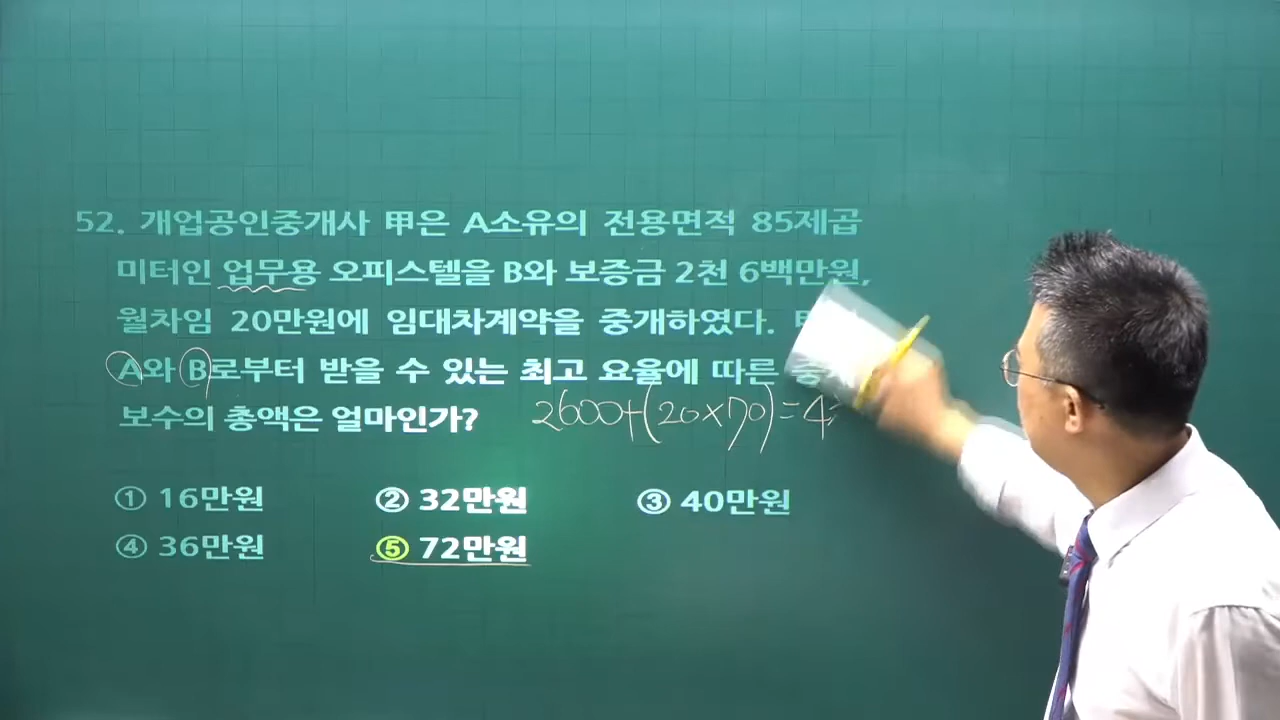 52. 개업공인중개사 甲은 A소유의 전용면적 85제곱
미터인 업무용 오피스텔을 B와 보증금 2천 6백만원,
월차임 20만원에 임대차계약을 중개하였다.
A와 B로부터 받을 수 있는 최고 요율에 따른
보수의 총액은 얼마인가?
2600+(20×70)=4
① 16만원 ② 32만원 ③ 40만원
④ 36만원 ⑤ 72만원